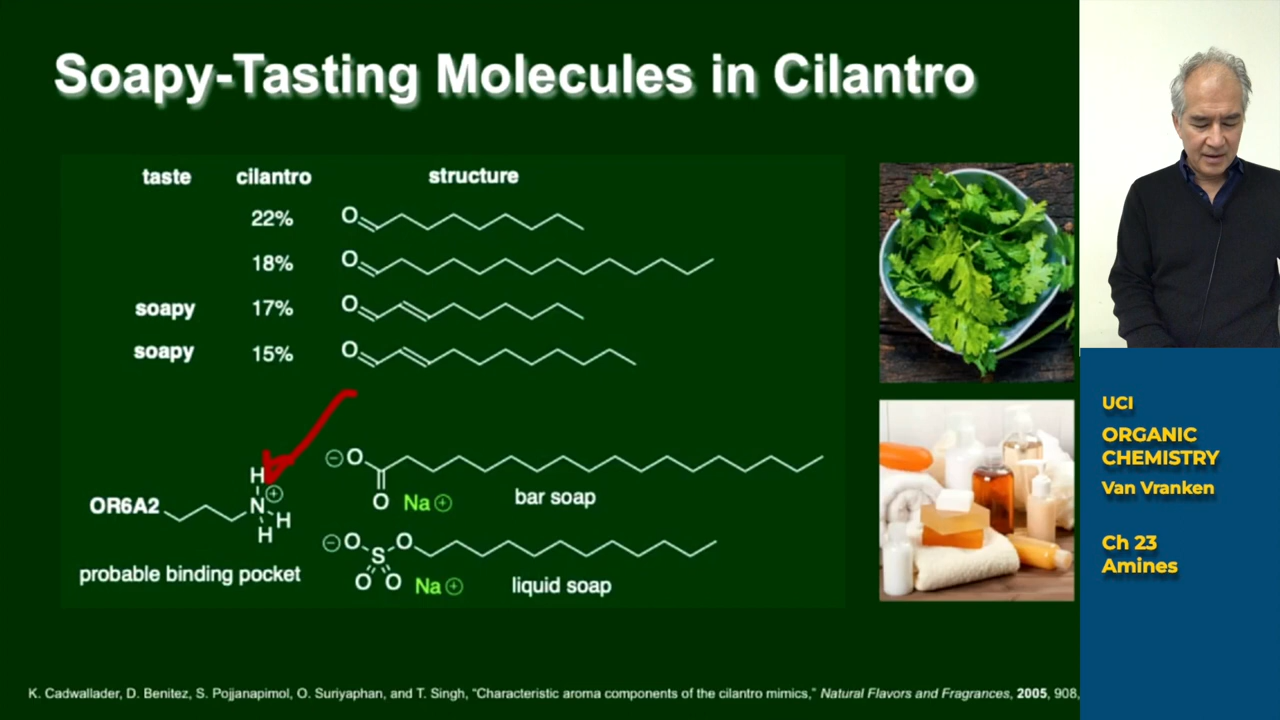 Soapy-Tasting Molecules in Cilantro
taste cilantro structure
22% O
18% O
soapy 17% O
soapy 15% O
⊖ O
O Na⊕ bar soap
H
OR6A2 N ⊕ H
H
probable binding pocket
⊖ O S O
O O Na⊕ liquid soap
K. Cadwallader, D. Benitez, S. Pojjanapimol, O. Suriyaphan, and T. Singh, "Characteristic aroma components of the cilantro mimics," Natural Flavors and Fragrances, 2005, 908,
UCI
ORGANIC
CHEMISTRY
Van Vranken
Ch 23
Amines